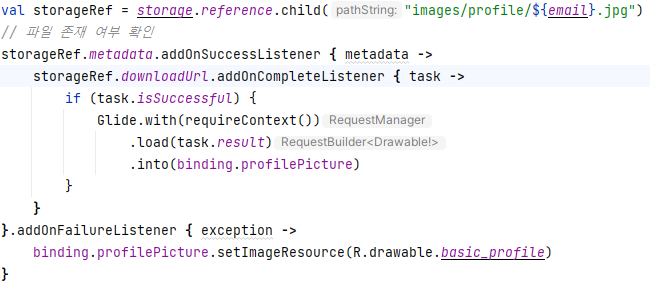 val storageRef = storage.reference.child( pathString: "images/profile/${email}.jpg")
// 파일 존재 여부 확인
storageRef.metadata.addOnSuccessListener { metadata ->
    storageRef.downloadUrl.addOnCompleteListener { task ->
        if (task.isSuccessful) {
            Glide.with(requireContext()) RequestManager
                .load(task.result) RequestBuilder<Drawable!>
                .into(binding.profilePicture)
        }
    }
}.addOnFailureListener { exception ->
    binding.profilePicture.setImageResource(R.drawable.basic_profile)
}